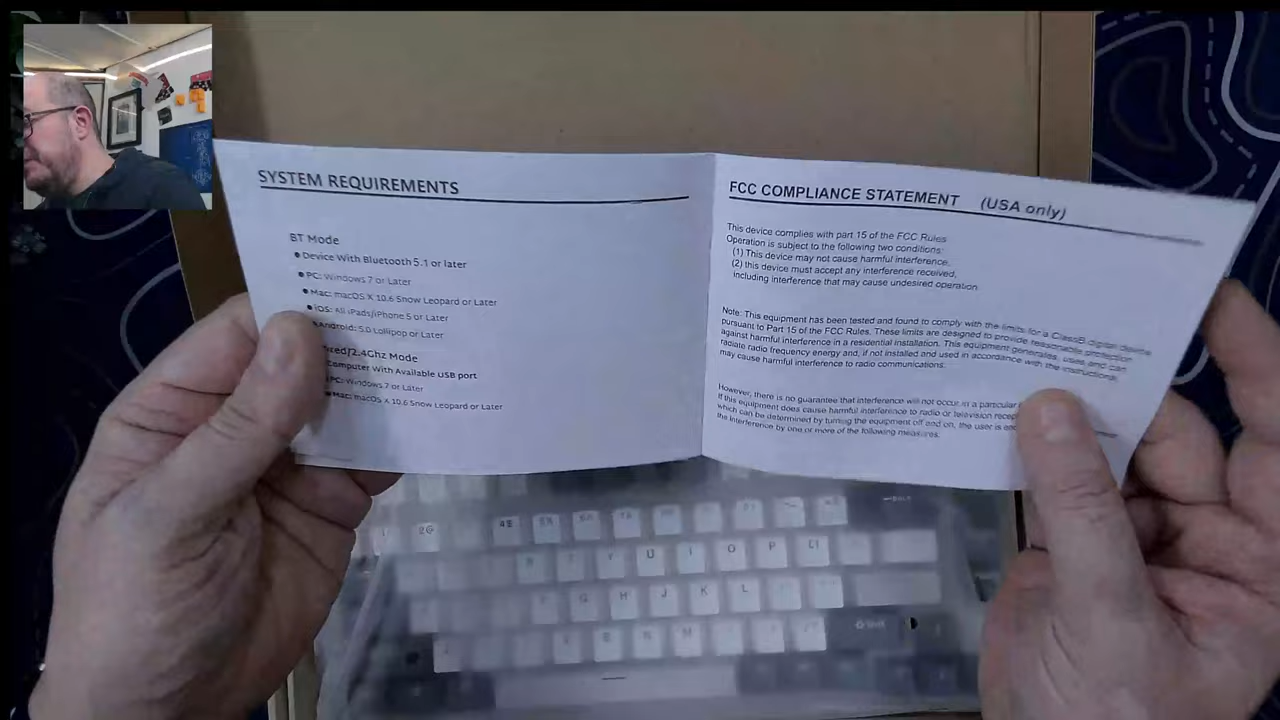 SYSTEM REQUIREMENTS
BT Mode
● Device With Bluetooth 5.1 or later
● PC: Windows 7 or Later
● Mac: macOS X 10.6 Snow Leopard or Later
● iOS: All iPads/iPhone 5 or Later
Android: 5.0 Lollipop or Later
red/2.4Ghz Mode
Computer With Available USB port
PC: Windows 7 or Later
● Mac: macOS X 10.6 Snow Leopard or Later
FCC COMPLIANCE STATEMENT (USA only)
This device complies with part 15 of the FCC Rules
Operation is subject to the following two conditions:
(1) This device may not cause harmful interference,
(2) this device must accept any interference received,
including interference that may cause undesired operation
Note: This equipment has been tested and found to comply with the limits for a ClassB digital device
pursuant to Part 15 of the FCC Rules. These limits are designed to provide reasonable protection
against harmful interference in a residential installation. This equipment generates, uses and can
radiate radio frequency energy and, if not installed and used in accordance with the instructions,
may cause harmful interference to radio communications.
However, there is no guarantee that interference will not occur in a particular
If this equipment does cause harmful interference to radio or television
which can be determined by turning the equipment off and on, the user is
the interference by one or more of the following measures:
U I O P
G H J K L
B N M